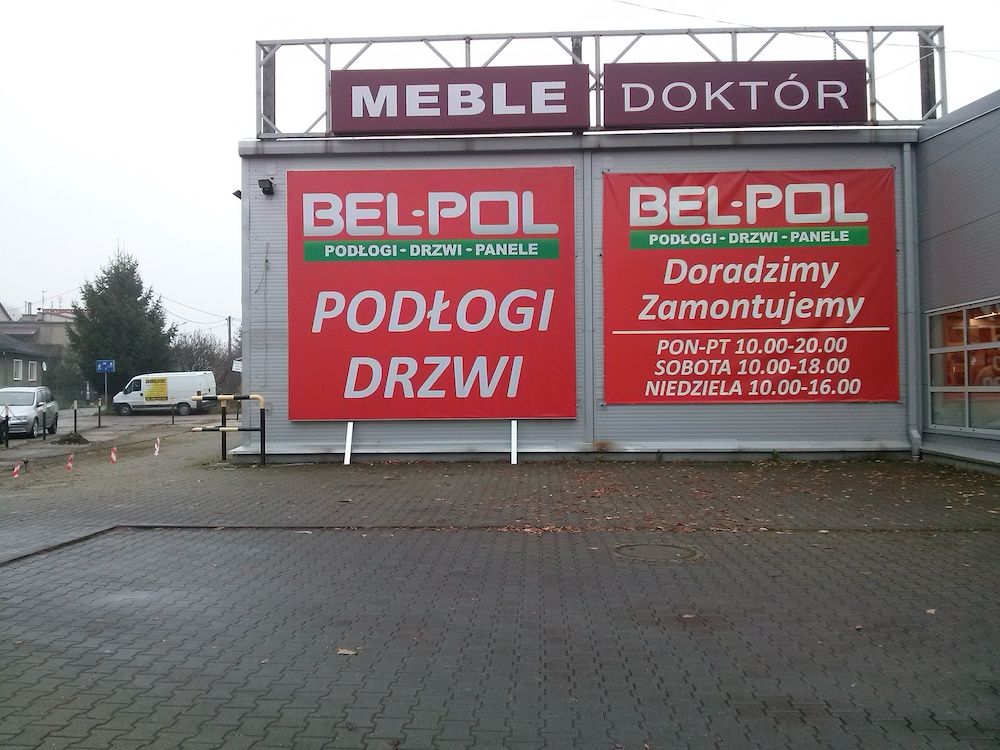 MEBLE
DOKTÓR
BEL-POL
PODŁOGI - DRZWI - PANELE
PODŁOGI
DRZWI
BEL-POL
PODŁOGI - DRZWI - PANELE
Doradzimy
Zamontujemy
PON-PT 10.00-20.00
SOBOTA 10.00-18.00
NIEDZIELA 10.00-16.00